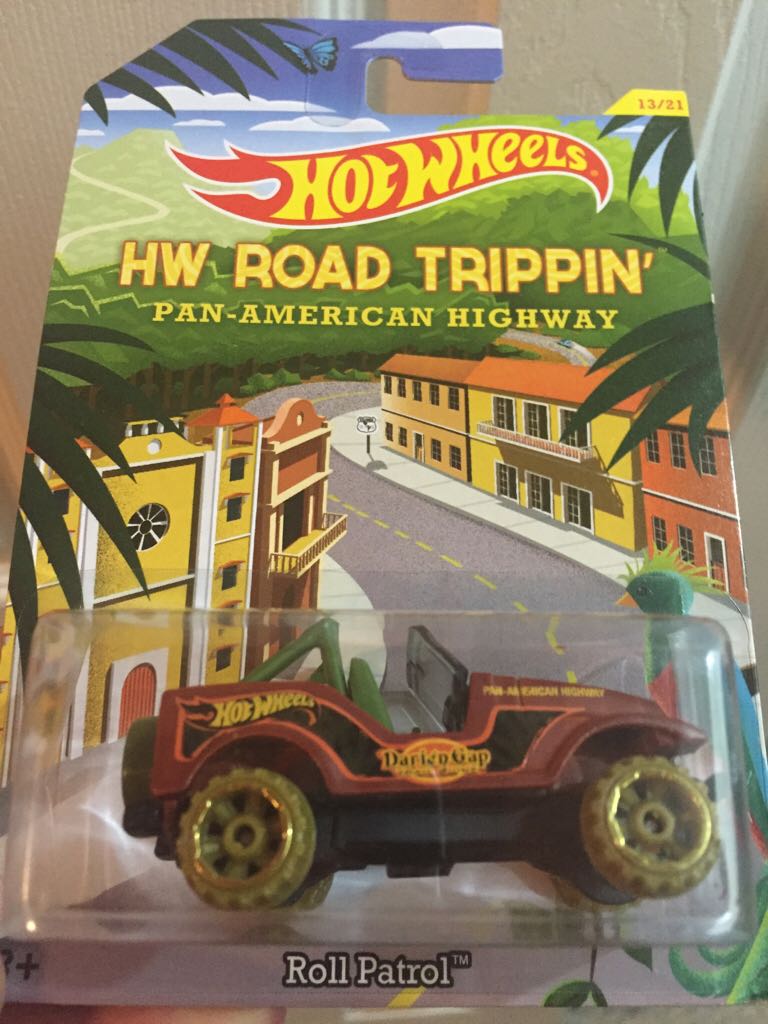 13/21
HOT WHEELS®
HW ROAD TRIPPIN'™
PAN-AMERICAN HIGHWAY
HOT WHEELS
PAN-AMERICAN HIGHWAY
Darien Gap
Roll Patrol™